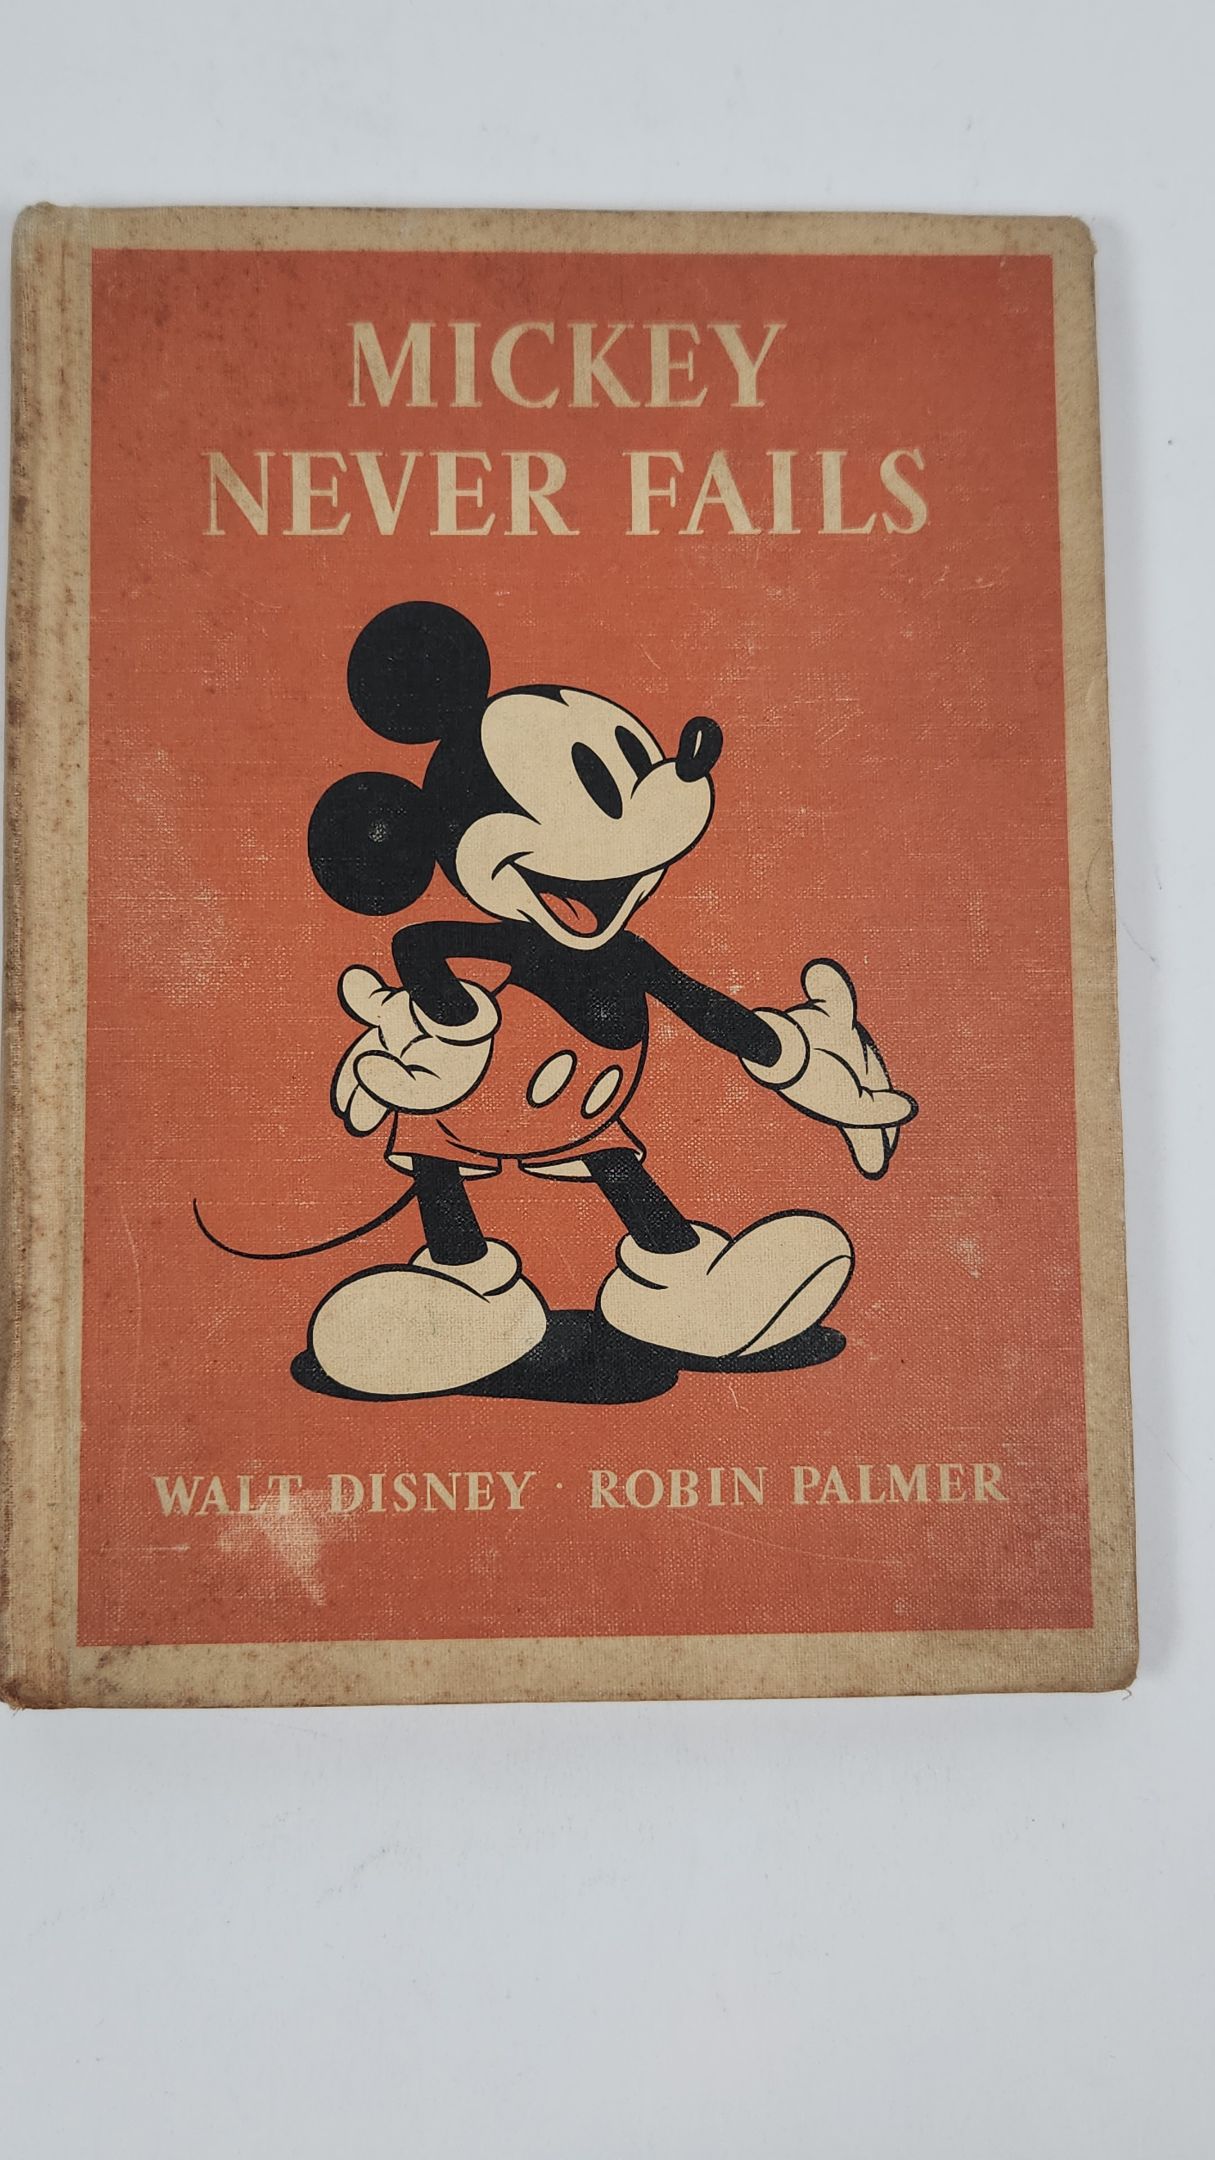 MICKEY
NEVER FAILS
WALT DISNEY · ROBIN PALMER